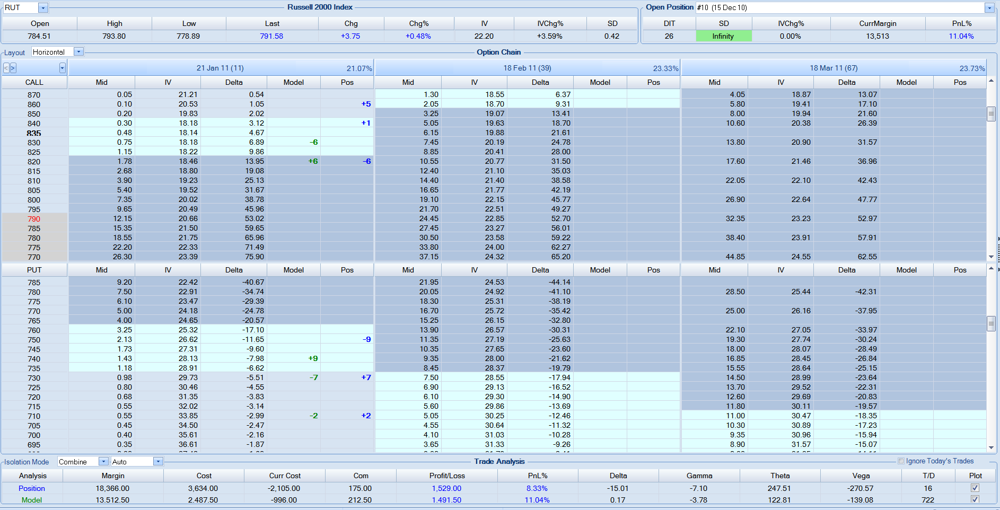 RUT Russell 2000 Index Open Position #10 (15 Dec 10)
Open High Low Last Chg Chg% IV IVChg% SD DIT SD IVChg% CurrMargin PnL%
784.51 793.80 778.89 791.58 +3.75 +0.48% 22.20 +3.59% 0.42 26 Infinity 0.00% 13,513 11.04%
Layout Horizontal Option Chain
< > 21 Jan 11 (11) 21.07% 18 Feb 11 (39) 23.33% 18 Mar 11 (67) 23.73%
CALL Mid IV Delta Model Pos Mid IV Delta Model Pos Mid IV Delta Model Pos
870 0.05 21.21 0.54 1.30 18.55 6.37 4.05 18.87 13.07
860 0.10 20.53 1.05 +5 2.05 18.70 9.31 5.80 19.41 17.10
850 0.20 19.83 2.02 3.25 19.07 13.41 8.00 19.94 21.60
840 0.30 18.18 3.12 +1 5.05 19.63 18.70 10.60 20.38 26.39
835 0.48 18.14 4.67 6.15 19.88 21.61
830 0.75 18.18 6.89 -6 7.45 20.19 24.78 13.80 20.90 31.57
825 1.15 18.22 9.86 8.85 20.41 28.00
820 1.78 18.46 13.95 +6 -6 10.55 20.77 31.50 17.60 21.46 36.96
815 2.68 18.80 19.08 12.40 21.10 35.03
810 3.90 19.23 25.13 14.40 21.40 38.58 22.05 22.10 42.43
805 5.40 19.52 31.67 16.65 21.77 42.19
800 7.35 20.02 38.78 19.10 22.15 45.77 26.90 22.64 47.77
795 9.65 20.49 45.96 21.70 22.51 49.27
790 12.15 20.66 53.02 24.45 22.85 52.70 32.35 23.23 52.97
785 15.35 21.50 59.65 27.45 23.27 56.01
780 18.55 21.75 65.96 30.50 23.58 59.22 38.40 23.91 57.91
775 22.20 22.33 71.49 33.80 24.00 62.27
770 26.30 23.39 75.90 37.15 24.32 65.20 44.85 24.55 62.55
PUT Mid IV Delta Model Pos Mid IV Delta Model Pos Mid IV Delta Model Pos
785 9.20 22.42 -40.67 21.95 24.53 -44.14
780 7.50 22.91 -34.74 20.05 24.92 -41.10 28.50 25.44 -42.31
775 6.10 23.47 -29.39 18.30 25.31 -38.19
770 5.00 24.18 -24.78 16.70 25.72 -35.42 25.00 26.16 -37.95
765 4.00 24.65 -20.57 15.25 26.15 -32.80
760 3.25 25.32 -17.10 13.90 26.57 -30.31 22.10 27.05 -33.97
750 2.13 26.62 -11.65 -9 11.35 27.19 -25.63 19.30 27.74 -30.24
745 1.73 27.31 -9.60 10.35 27.65 -23.60 18.00 28.07 -28.49
740 1.43 28.13 -7.98 +9 9.35 28.00 -21.62 16.85 28.45 -26.84
735 1.18 28.91 -6.62 8.45 28.37 -19.79 15.55 28.64 -25.15
730 0.98 29.73 -5.51 -7 +7 7.50 28.55 -17.94 14.50 28.99 -23.64
725 0.80 30.46 -4.55 6.90 29.13 -16.52 13.70 29.52 -22.31
720 0.68 31.35 -3.83 6.10 29.30 -14.90 12.60 29.69 -20.83
715 0.55 32.02 -3.14 5.60 29.86 -13.69 11.80 30.11 -19.57
710 0.55 33.85 -2.99 -2 +2 5.05 30.25 -12.46 11.00 30.47 -18.35
705 0.45 34.50 -2.47 4.55 30.64 -11.32 10.30 30.89 -17.23
700 0.40 35.61 -2.16 4.10 31.03 -10.28 9.35 30.96 -15.94
695 0.35 36.61 -1.87 3.65 31.33 -9.26 8.90 31.57 -15.07
Isolation Mode Combine Auto Trade Analysis Ignore Today's Trades
Analysis Margin Cost Curr Cost Com Profit/Loss PnL% Delta Gamma Theta Vega T/D Plot
Position 18,366.00 3,634.00 -2,105.00 175.00 1,529.00 8.33% -15.01 -7.10 247.51 -270.57 16
Model 13.512.50 2.487.50 -996.00 212.50 1.491.50 11.04% 0.17 -3.78 122.81 -139.08 722